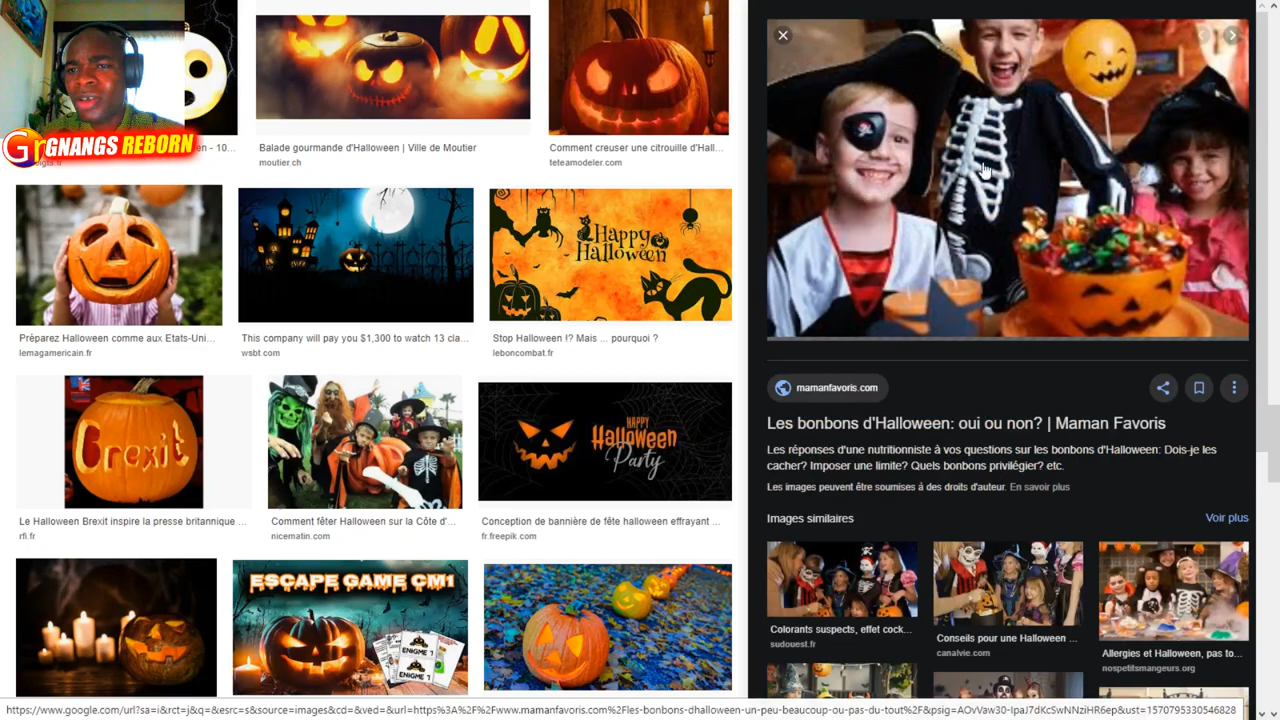 Gr GNANGS REBORN
en - 10...
Balade gourmande d'Halloween | Ville de Moutier
moutier.ch
Comment creuser une citrouille d'Hall...
teteamodeler.com
Préparez Halloween comme aux Etats-Uni...
lemagamericain.fr
This company will pay you $1,300 to watch 13 cla...
wsbt.com
Happy
Halloween
Stop Halloween !? Mais ... pourquoi ?
leboncombat.fr
Brexit
Le Halloween Brexit inspire la presse britannique ...
rfi.fr
Comment fêter Halloween sur la Côte d'...
nicematin.com
HAPPY
Halloween
Party
Conception de bannière de fête halloween effrayant ...
fr.freepik.com
ESCAPE GAME CM1
ENIGME 1
ENIGME
mamanfavoris.com
Les bonbons d'Halloween: oui ou non? | Maman Favoris
Les réponses d'une nutritionniste à vos questions sur les bonbons d'Halloween: Dois-je les
cacher? Imposer une limite? Quels bonbons privilégier? etc.
Les images peuvent être soumises à des droits d'auteur. En savoir plus
Images similaires
Voir plus
Colorants suspects, effet cock...
sudouest.fr
Conseils pour une Halloween ...
canalvie.com
Allergies et Halloween, pas to...
nospetitsmangeurs.org
https://www.google.com/url?sa=i&rct=j&q=&esrc=s&source=images&cd=&ved=&url=https%3A%2F%2Fwww.mamanfavoris.com%2Fles-bonbons-dhalloween-un-peu-beaucoup-ou-pas-du-tout%2F&psig=AOvVaw30-IpaJ7dKcSwNNziHR6ep&ust=1570795330546828